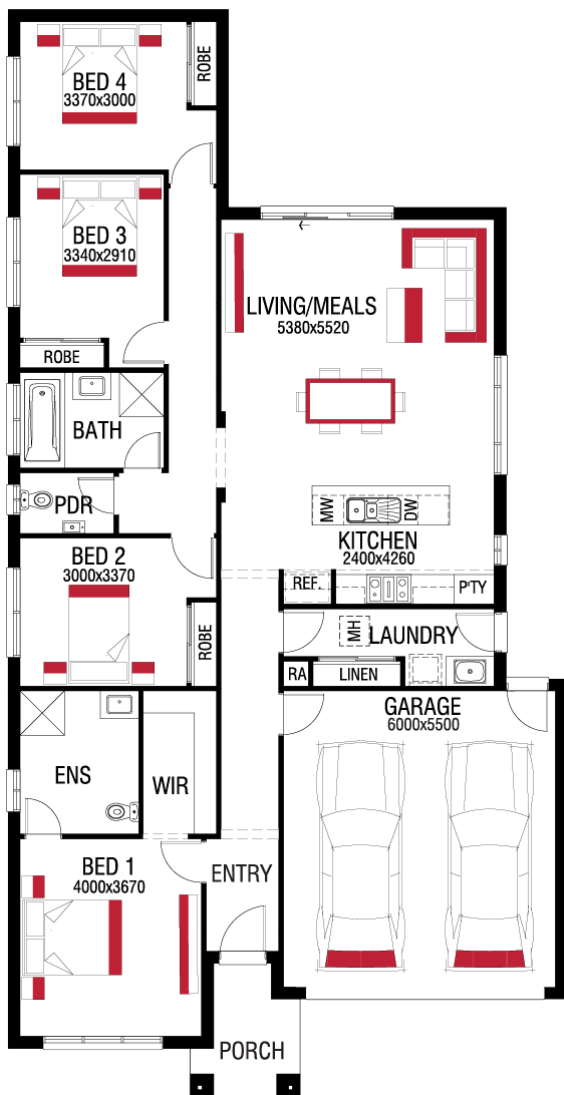 BED 4
3370x3000
ROBE
BED 3
3340x2910
ROBE
LIVING/MEALS
5380x5520
BATH
PDR
MW
DW
KITCHEN
2400x4260
REF.
P'TY
BED 2
3000x3370
ROBE
MH
LAUNDRY
RA
LINEN
GARAGE
6000x5500
ENS
WIR
BED 1
4000x3670
ENTRY
PORCH